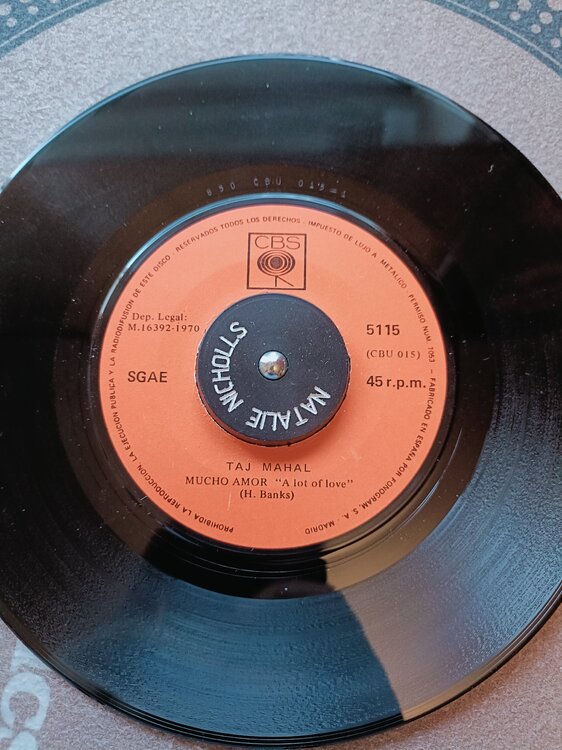 850 CBU 015=1
RESERVADOS TODOS LOS DERECHOS - IMPUESTO DE LUJO A METALICO - PERMISO NUM. 1053 - FABRICADO EN ESPAÑA POR FONOGRAM, S. A. - MADRID
CBS
Dep. Legal:
M.16392-1970
5115
(CBU 015)
SGAE
45 r.p.m.
NATALIE NICHOLLS
TAJ MAHAL
MUCHO AMOR "A lot of love"
(H. Banks)
PROHIBIDA LA REPRODUCCION, LA EJECUCION PUBLICA Y LA RADIODIFUSION DE ESTE DISCO